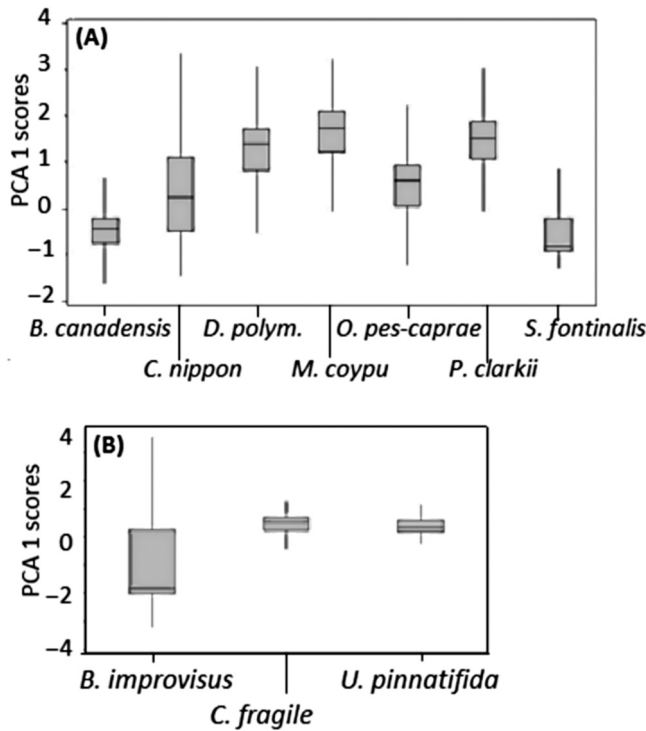 (A)
PCA 1 scores
4
3
2
1
0
−1
−2
B. canadensis
D. polym.
O. pes-caprae
S. fontinalis
C. nippon
M. coypu
P. clarkii
(B)
PCA 1 scores
4
2
0
−2
−4
B. improvisus
U. pinnatifida
C. fragile